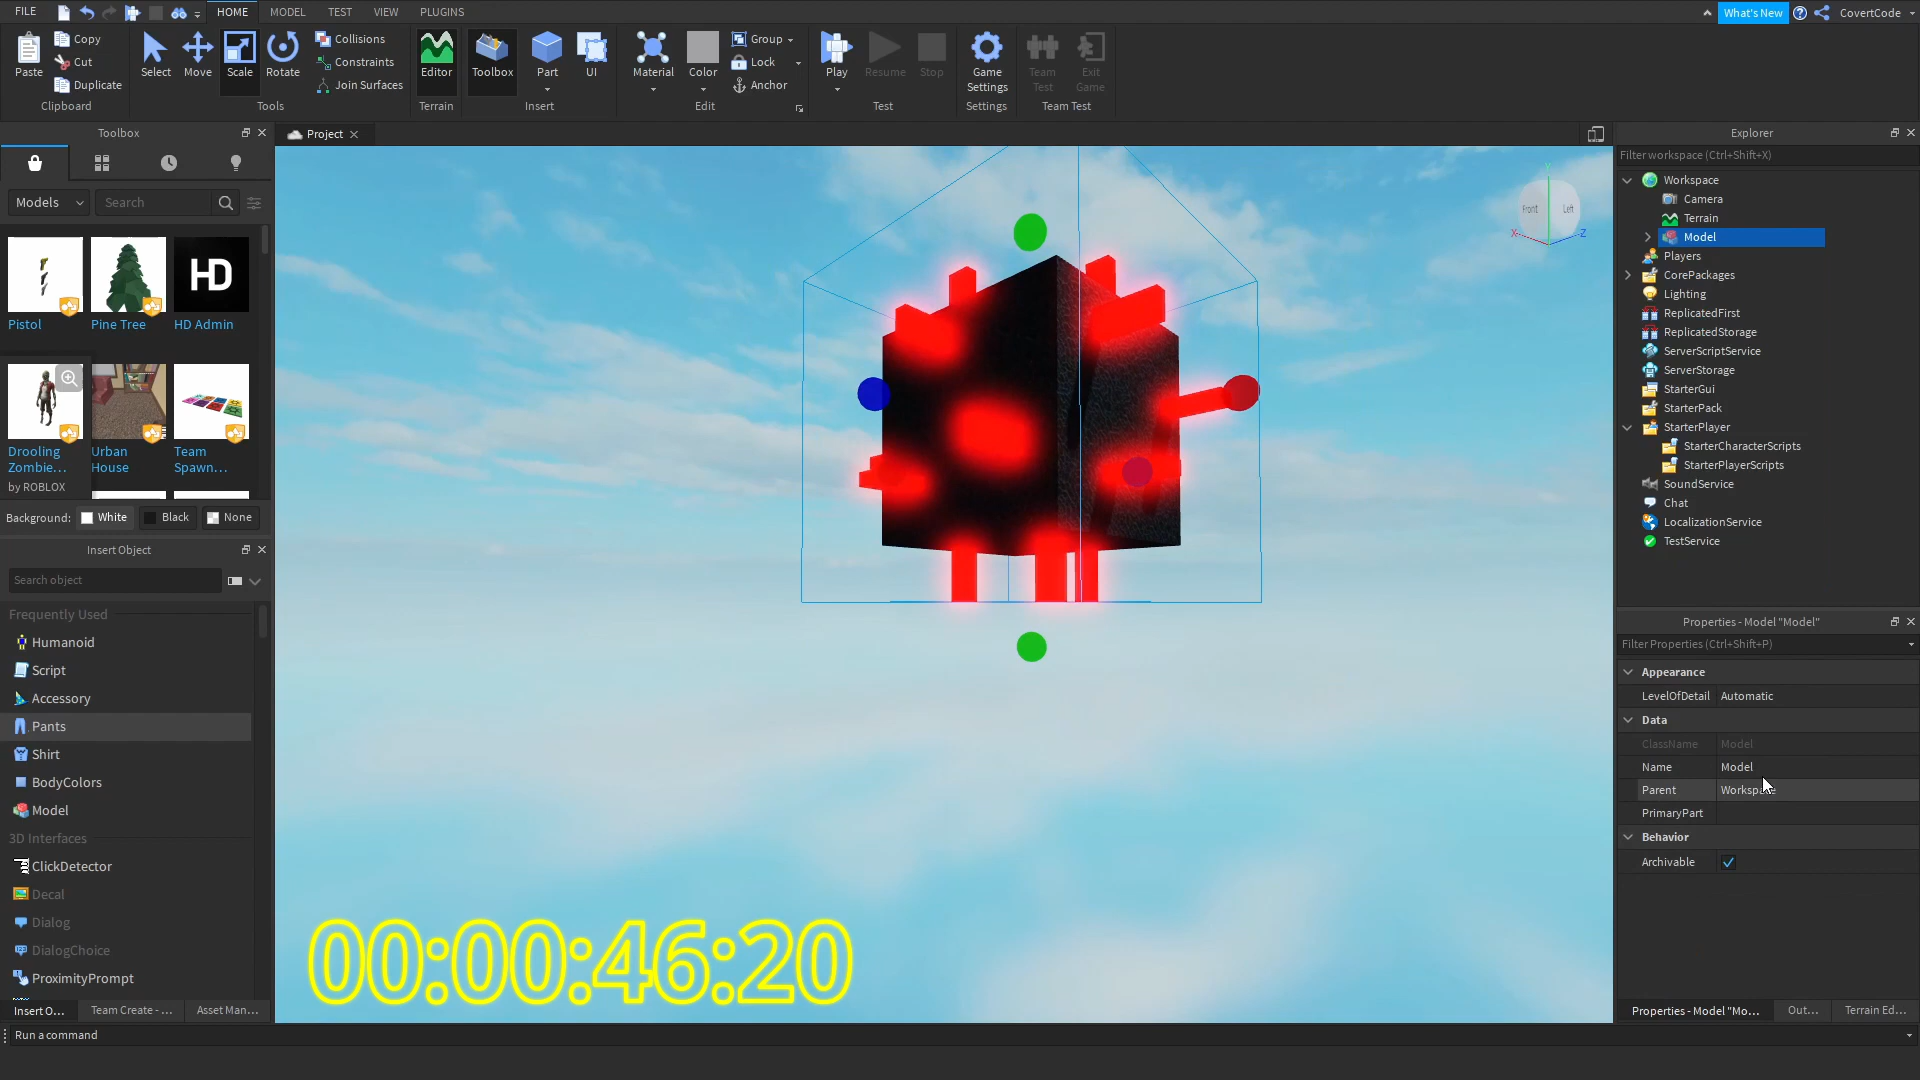 FILE
HOME
MODEL
TEST
VIEW
PLUGINS
What's New
CovertCode
Paste
Copy
Cut
Duplicate
Clipboard
Select
Move
Scale
Rotate
Collisions
Constraints
Join Surfaces
Tools
Editor
Terrain
Toolbox
Part
UI
Insert
Material
Color
Group
Lock
Anchor
Edit
Play
Resume
Stop
Test
Game
Settings
Settings
Team
Test
Exit
Game
Team Test
Toolbox
Models
Search
HD
Pistol
Pine Tree
HD Admin
Drooling
Zombie...
by ROBLOX
Urban
House
Team
Spawn...
Background:
White
Black
None
Insert Object
Search object
Frequently Used
Humanoid
Script
Accessory
Pants
Shirt
BodyColors
Model
3D Interfaces
ClickDetector
Decal
Dialog
DialogChoice
ProximityPrompt
Insert O...
Team Create - ...
Asset Man...
Run a command
Project
Y
Front
Left
X
Z
00:00:46:20
Explorer
Filter workspace (Ctrl+Shift+X)
Workspace
Camera
Terrain
Model
Players
CorePackages
Lighting
ReplicatedFirst
ReplicatedStorage
ServerScriptService
ServerStorage
StarterGui
StarterPack
StarterPlayer
StarterCharacterScripts
StarterPlayerScripts
SoundService
Chat
LocalizationService
TestService
Properties - Model "Model"
Filter Properties (Ctrl+Shift+P)
Appearance
LevelOfDetail Automatic
Data
ClassName Model
Name Model
Parent Workspace
PrimaryPart
Behavior
Archivable
Properties - Model "Mo...
Out...
Terrain Ed...